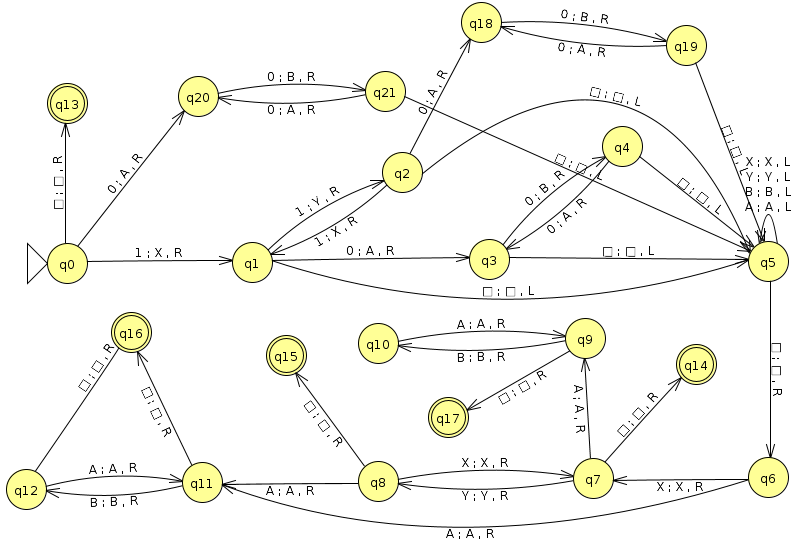 q18
0 ; B , R
q19
0 ; A , R
q13
q20
0 ; B , R
0 ; A , R
q21
0 ; A , R
□ ; □ , L
q4
□ ; □ , L
□ ; □ , R
0 ; A , R
q2
□ ; □ , L
X ; X , L
Y ; Y , L
B ; B , L
A ; A , L
1 ; Y , R
1 ; X , R
0 ; B , R
0 ; A , R
□ ; □ , L
q0
1 ; X , R
q1
0 ; A , R
q3
□ ; □ , L
q5
□ ; □ , L
q16
q15
q10
A ; A , R
B ; B , R
q9
q14
□ ; □ , R
□ ; □ , R
□ ; □ , R
□ ; □ , R
q17
□ ; □ , R
A ; A , R
□ ; □ , R
□ ; □ , R
q12
A ; A , R
B ; B , R
q11
A ; A , R
q8
X ; X , R
Y ; Y , R
q7
X ; X , R
q6
A ; A , R